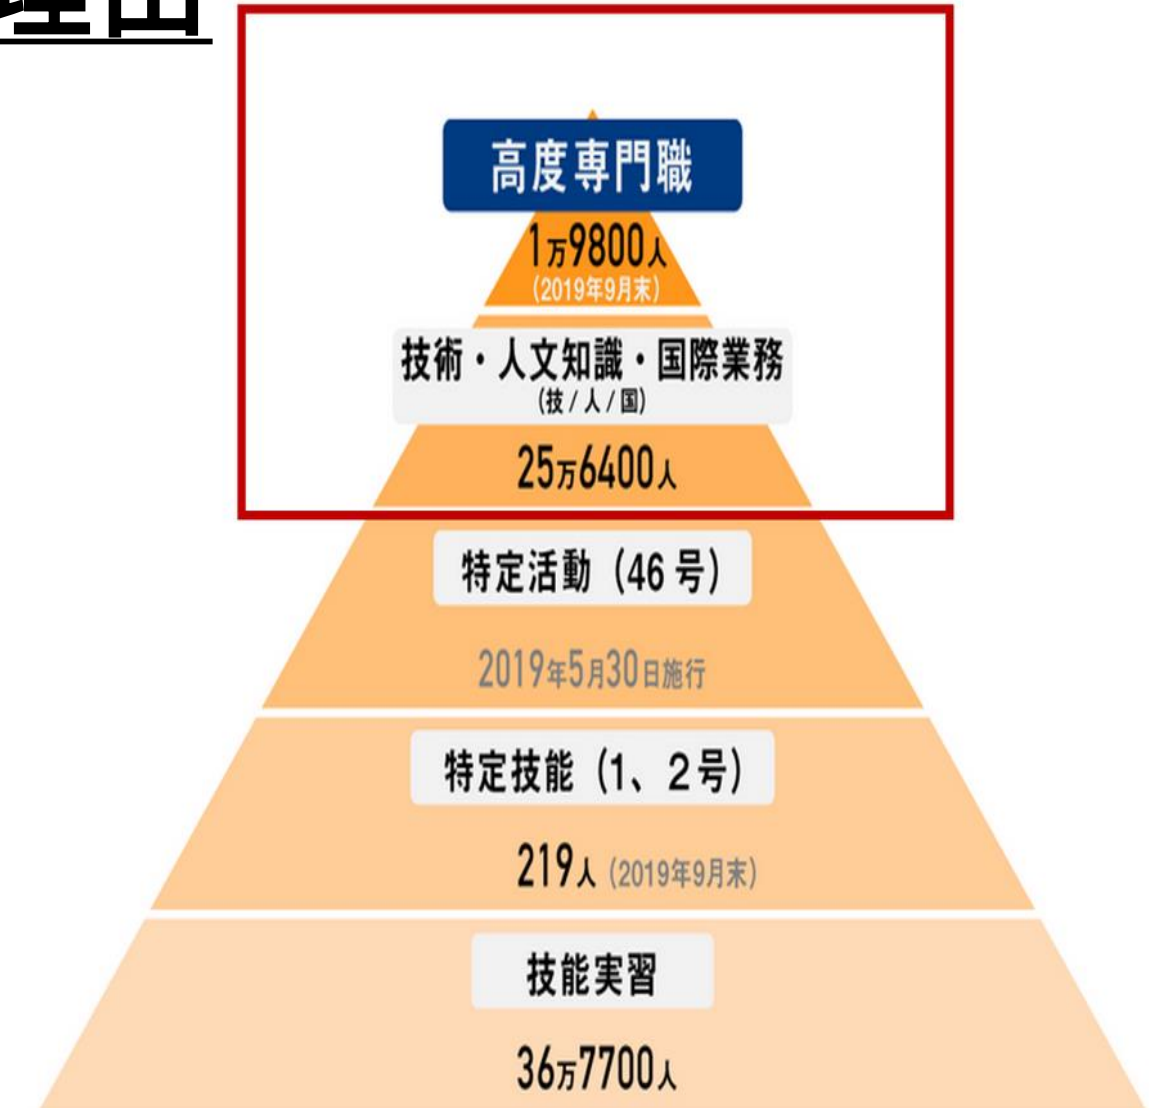 理由
高度専門職
1万9800人
(2019年9月末)
技術・人文知識・国際業務
(技/人/国)
25万6400人
特定活動（46号）
2019年5月30日施行
特定技能（1、2号）
219人（2019年9月末）
技能実習
36万7700人